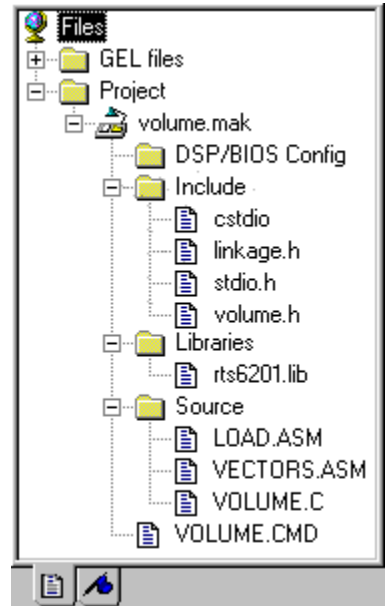 Files
GEL files
Project
volume.mak
DSP/BIOS Config
Include
cstdio
linkage.h
stdio.h
volume.h
Libraries
rts6201.lib
Source
LOAD.ASM
VECTORS.ASM
VOLUME.C
VOLUME.CMD